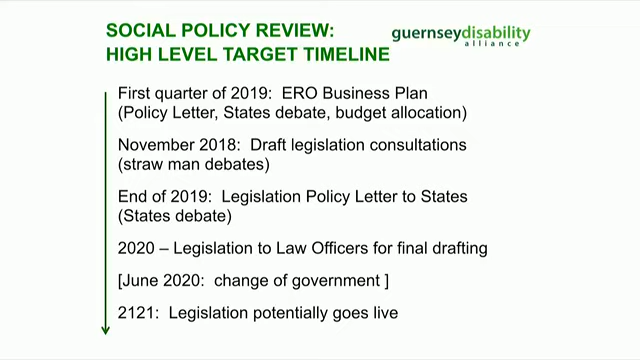 SOCIAL POLICY REVIEW:
HIGH LEVEL TARGET TIMELINE
guernseydisability
alliance
First quarter of 2019: ERO Business Plan
(Policy Letter, States debate, budget allocation)
November 2018: Draft legislation consultations
(straw man debates)
End of 2019: Legislation Policy Letter to States
(States debate)
2020 – Legislation to Law Officers for final drafting
[June 2020: change of government ]
2121: Legislation potentially goes live